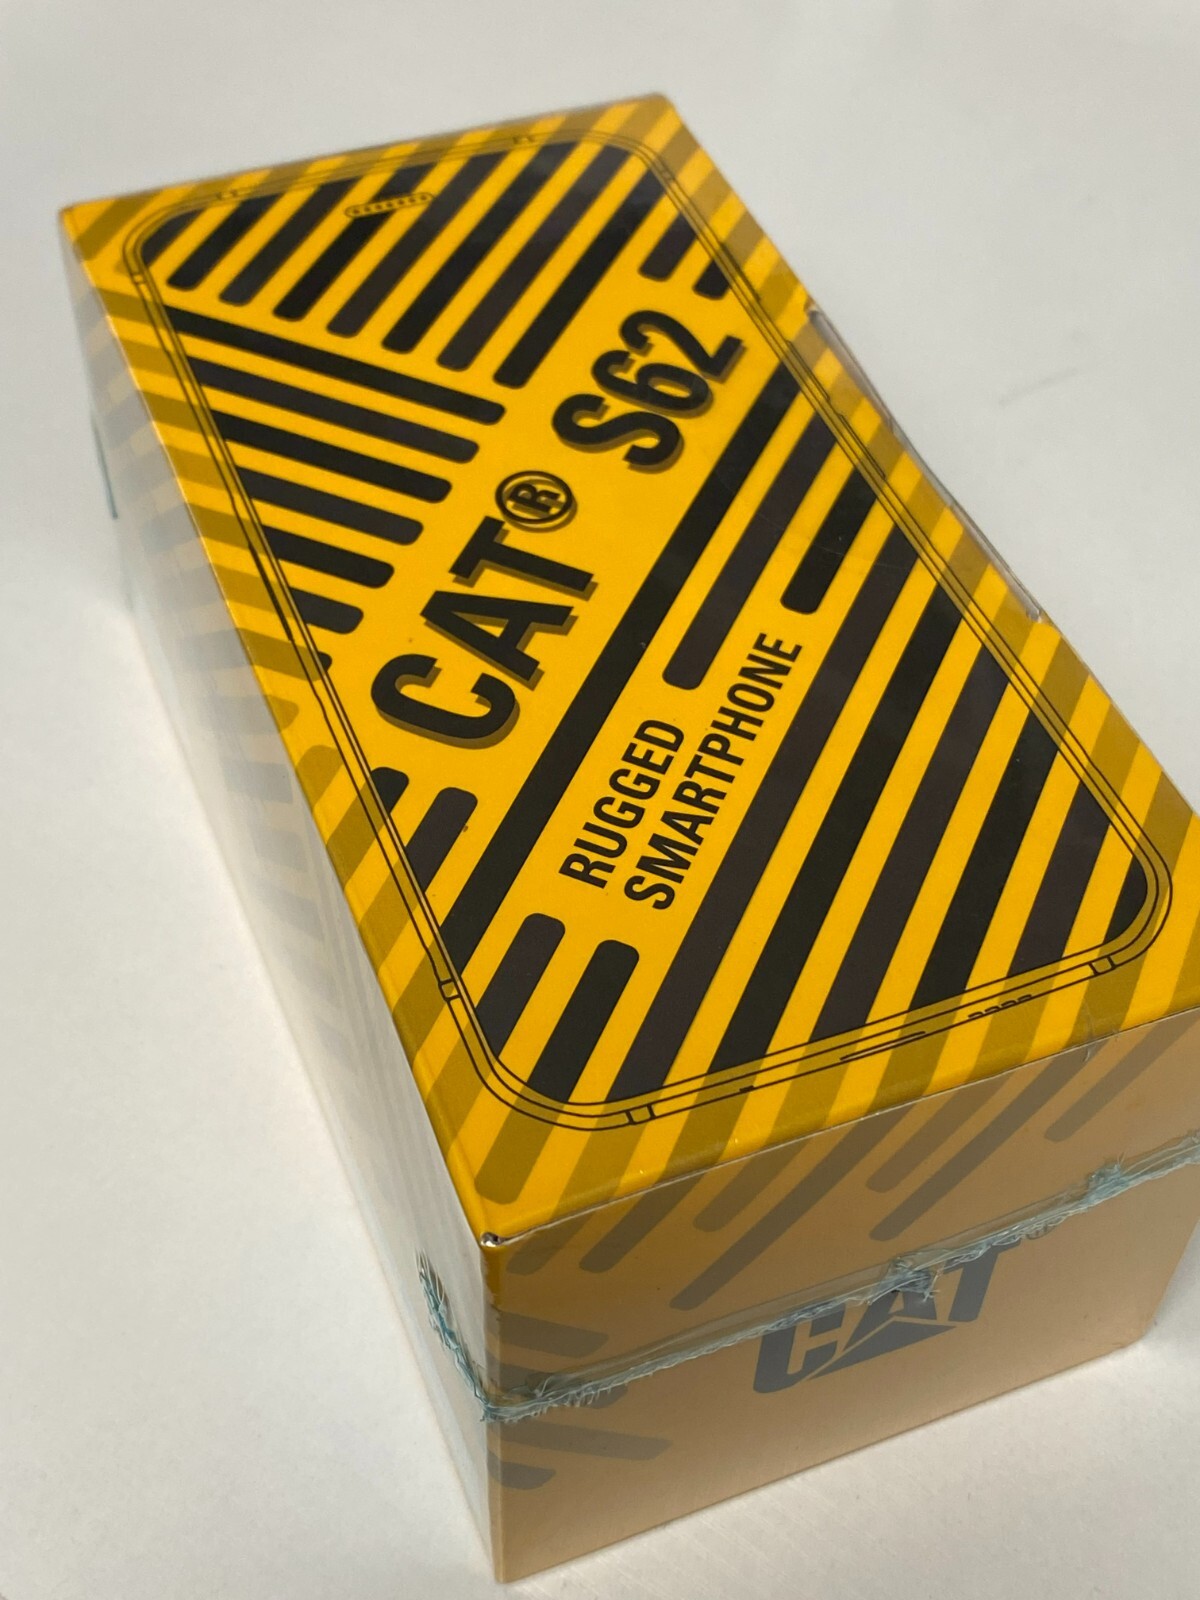 CAT® S62
RUGGED
SMARTPHONE
CAT